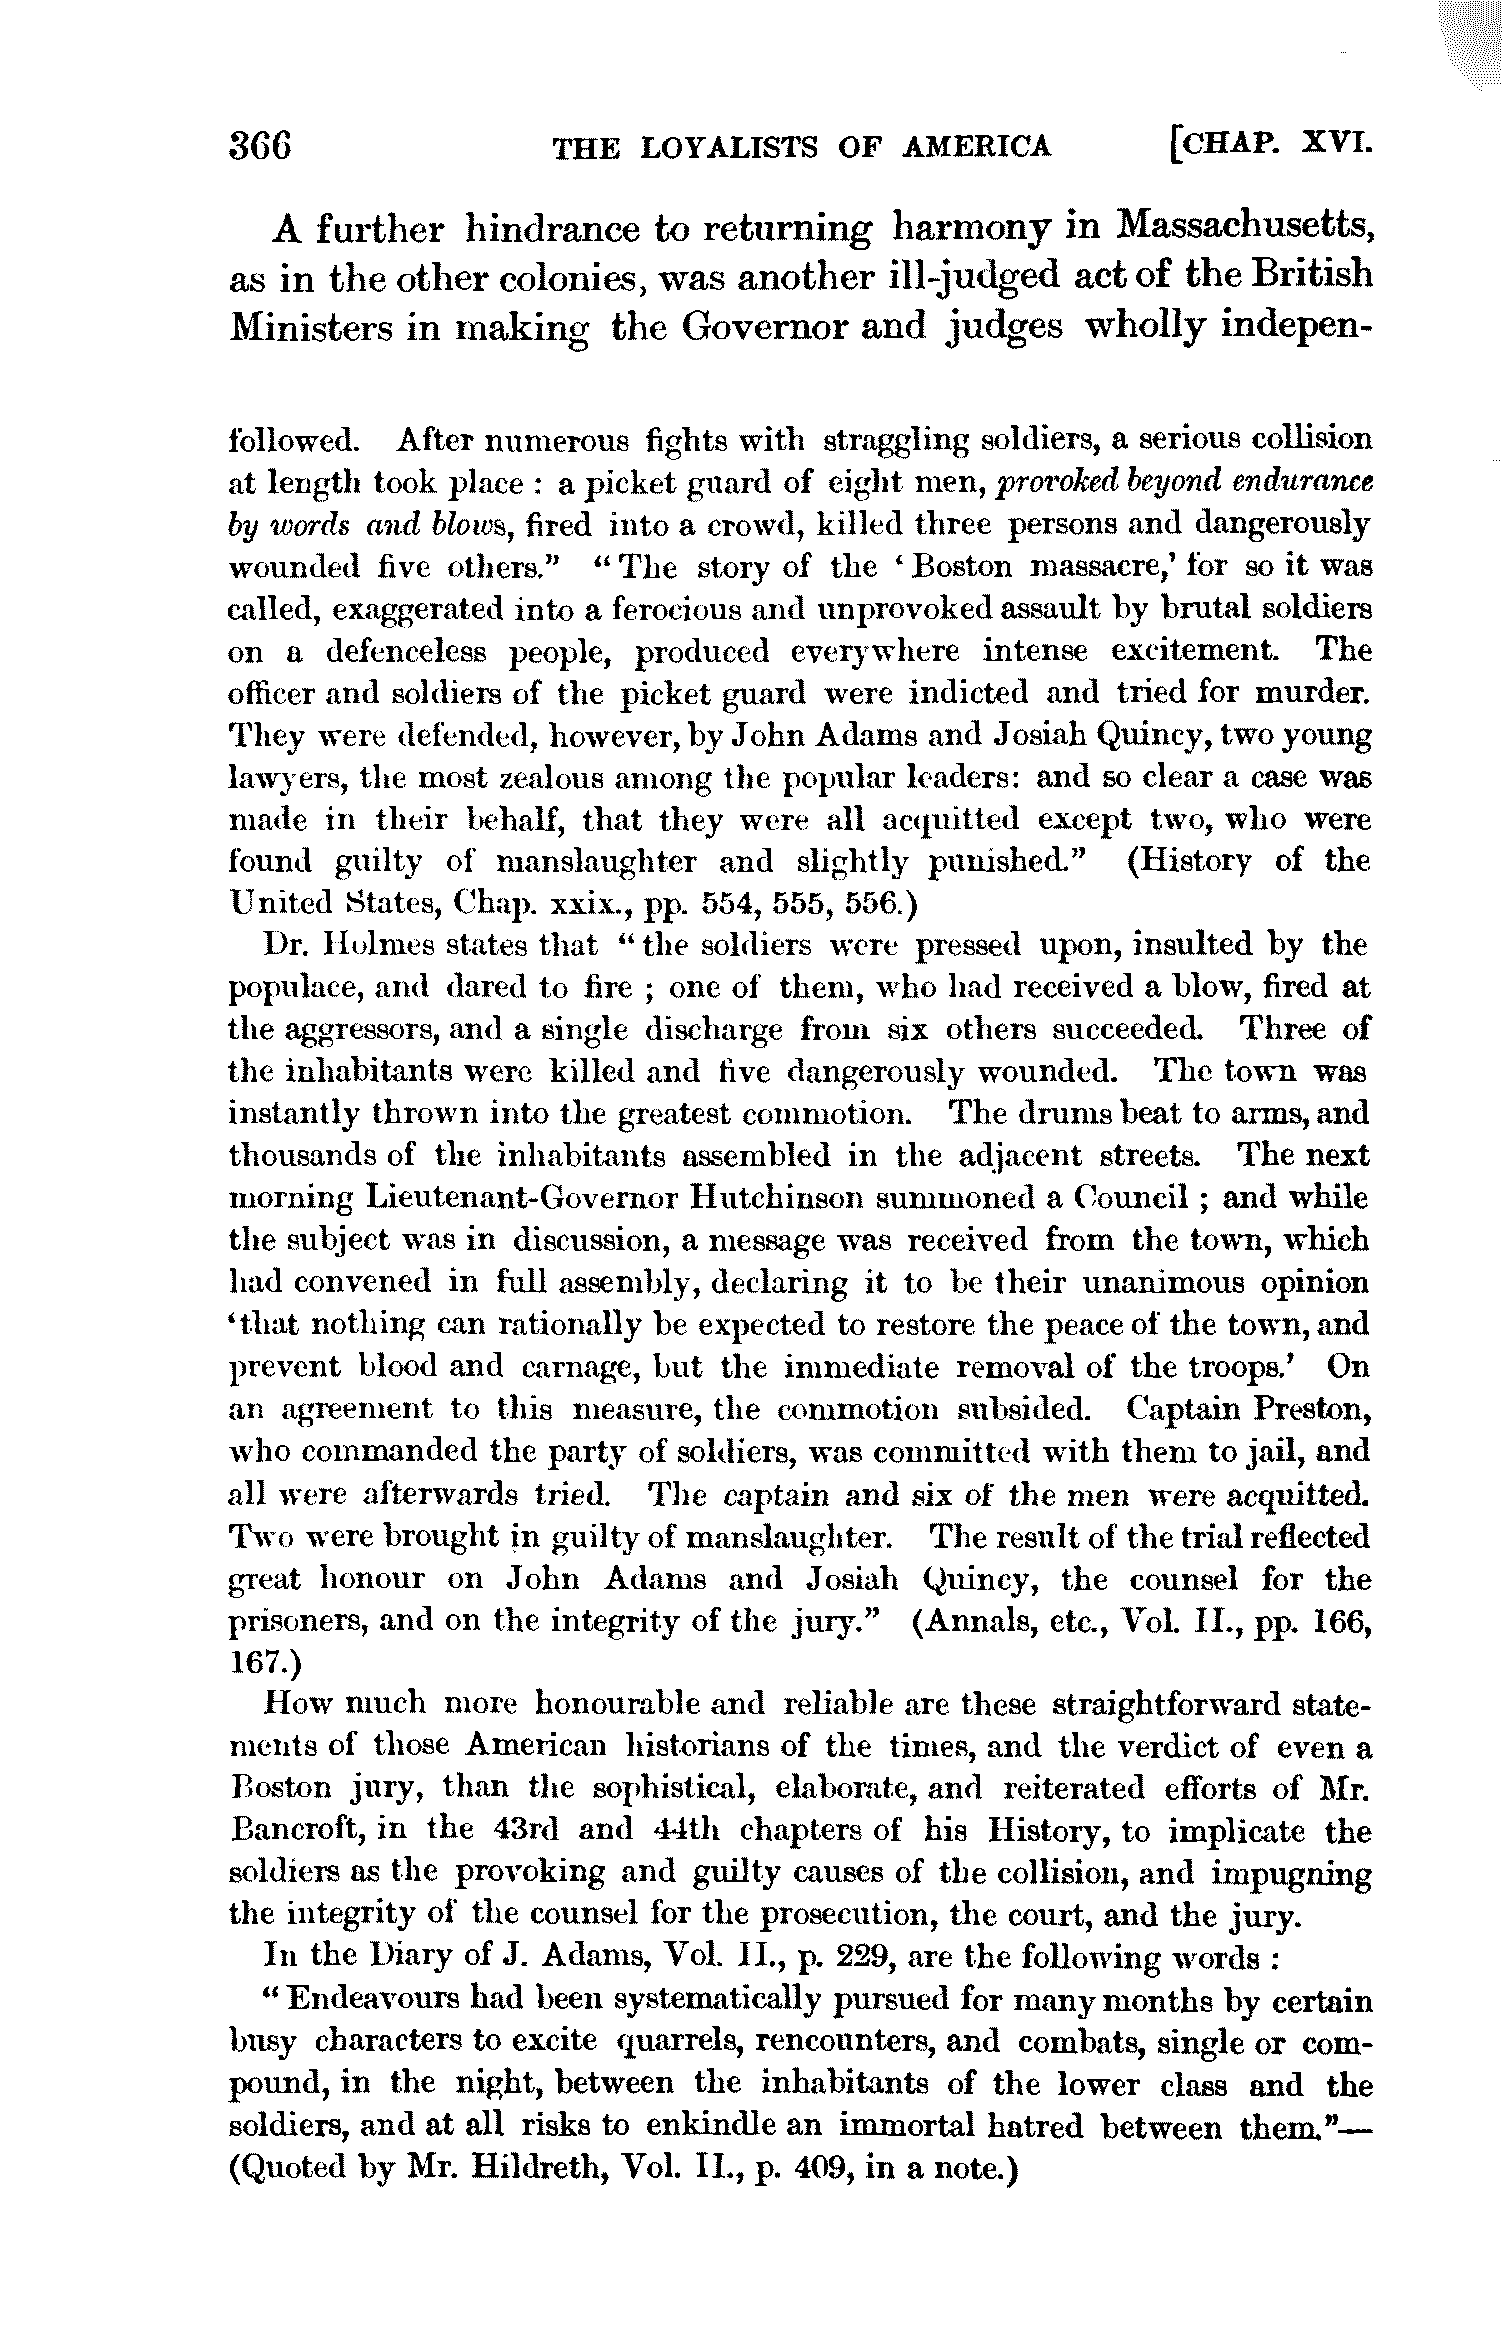 366 THE LOYALISTS OF AMERICA [CHAP. XVI.
A further hindrance to returning harmony in Massachusetts,
as in the other colonies, was another ill-judged act of the British
Ministers in making the Governor and judges wholly indepen-
followed. After numerous fights with straggling soldiers, a serious collision
at length took place : a picket guard of eight men, provoked beyond endurance
by words and blows, fired into a crowd, killed three persons and dangerously
wounded five others.” “The story of the ‘Boston massacre,’ for so it was
called, exaggerated into a ferocious and unprovoked assault by brutal soldiers
on a defenceless people, produced everywhere intense excitement. The
officer and soldiers of the picket guard were indicted and tried for murder.
They were defended, however, by John Adams and Josiah Quincy, two young
lawyers, the most zealous among the popular leaders: and so clear a case was
made in their behalf, that they were all acquitted except two, who were
found guilty of manslaughter and slightly punished.” (History of the
United States, Chap. xxix., pp. 554, 555, 556.)
Dr. Holmes states that “the soldiers were pressed upon, insulted by the
populace, and dared to fire ; one of them, who had received a blow, fired at
the aggressors, and a single discharge from six others succeeded. Three of
the inhabitants were killed and five dangerously wounded. The town was
instantly thrown into the greatest commotion. The drums beat to arms, and
thousands of the inhabitants assembled in the adjacent streets. The next
morning Lieutenant-Governor Hutchinson summoned a Council ; and while
the subject was in discussion, a message was received from the town, which
had convened in full assembly, declaring it to be their unanimous opinion
‘that nothing can rationally be expected to restore the peace of the town, and
prevent blood and carnage, but the immediate removal of the troops.’ On
an agreement to this measure, the commotion subsided. Captain Preston,
who commanded the party of soldiers, was committed with them to jail, and
all were afterwards tried. The captain and six of the men were acquitted.
Two were brought in guilty of manslaughter. The result of the trial reflected
great honour on John Adams and Josiah Quincy, the counsel for the
prisoners, and on the integrity of the jury.” (Annals, etc., Vol. II., pp. 166,
167.)
How much more honourable and reliable are these straightforward state-
ments of those American historians of the times, and the verdict of even a
Boston jury, than the sophistical, elaborate, and reiterated efforts of Mr.
Bancroft, in the 43rd and 44th chapters of his History, to implicate the
soldiers as the provoking and guilty causes of the collision, and impugning
the integrity of the counsel for the prosecution, the court, and the jury.
In the Diary of J. Adams, Vol. II., p. 229, are the following words :
“Endeavours had been systematically pursued for many months by certain
busy characters to excite quarrels, rencounters, and combats, single or com-
pound, in the night, between the inhabitants of the lower class and the
soldiers, and at all risks to enkindle an immortal hatred between them.”—
(Quoted by Mr. Hildreth, Vol. II., p. 409, in a note.)